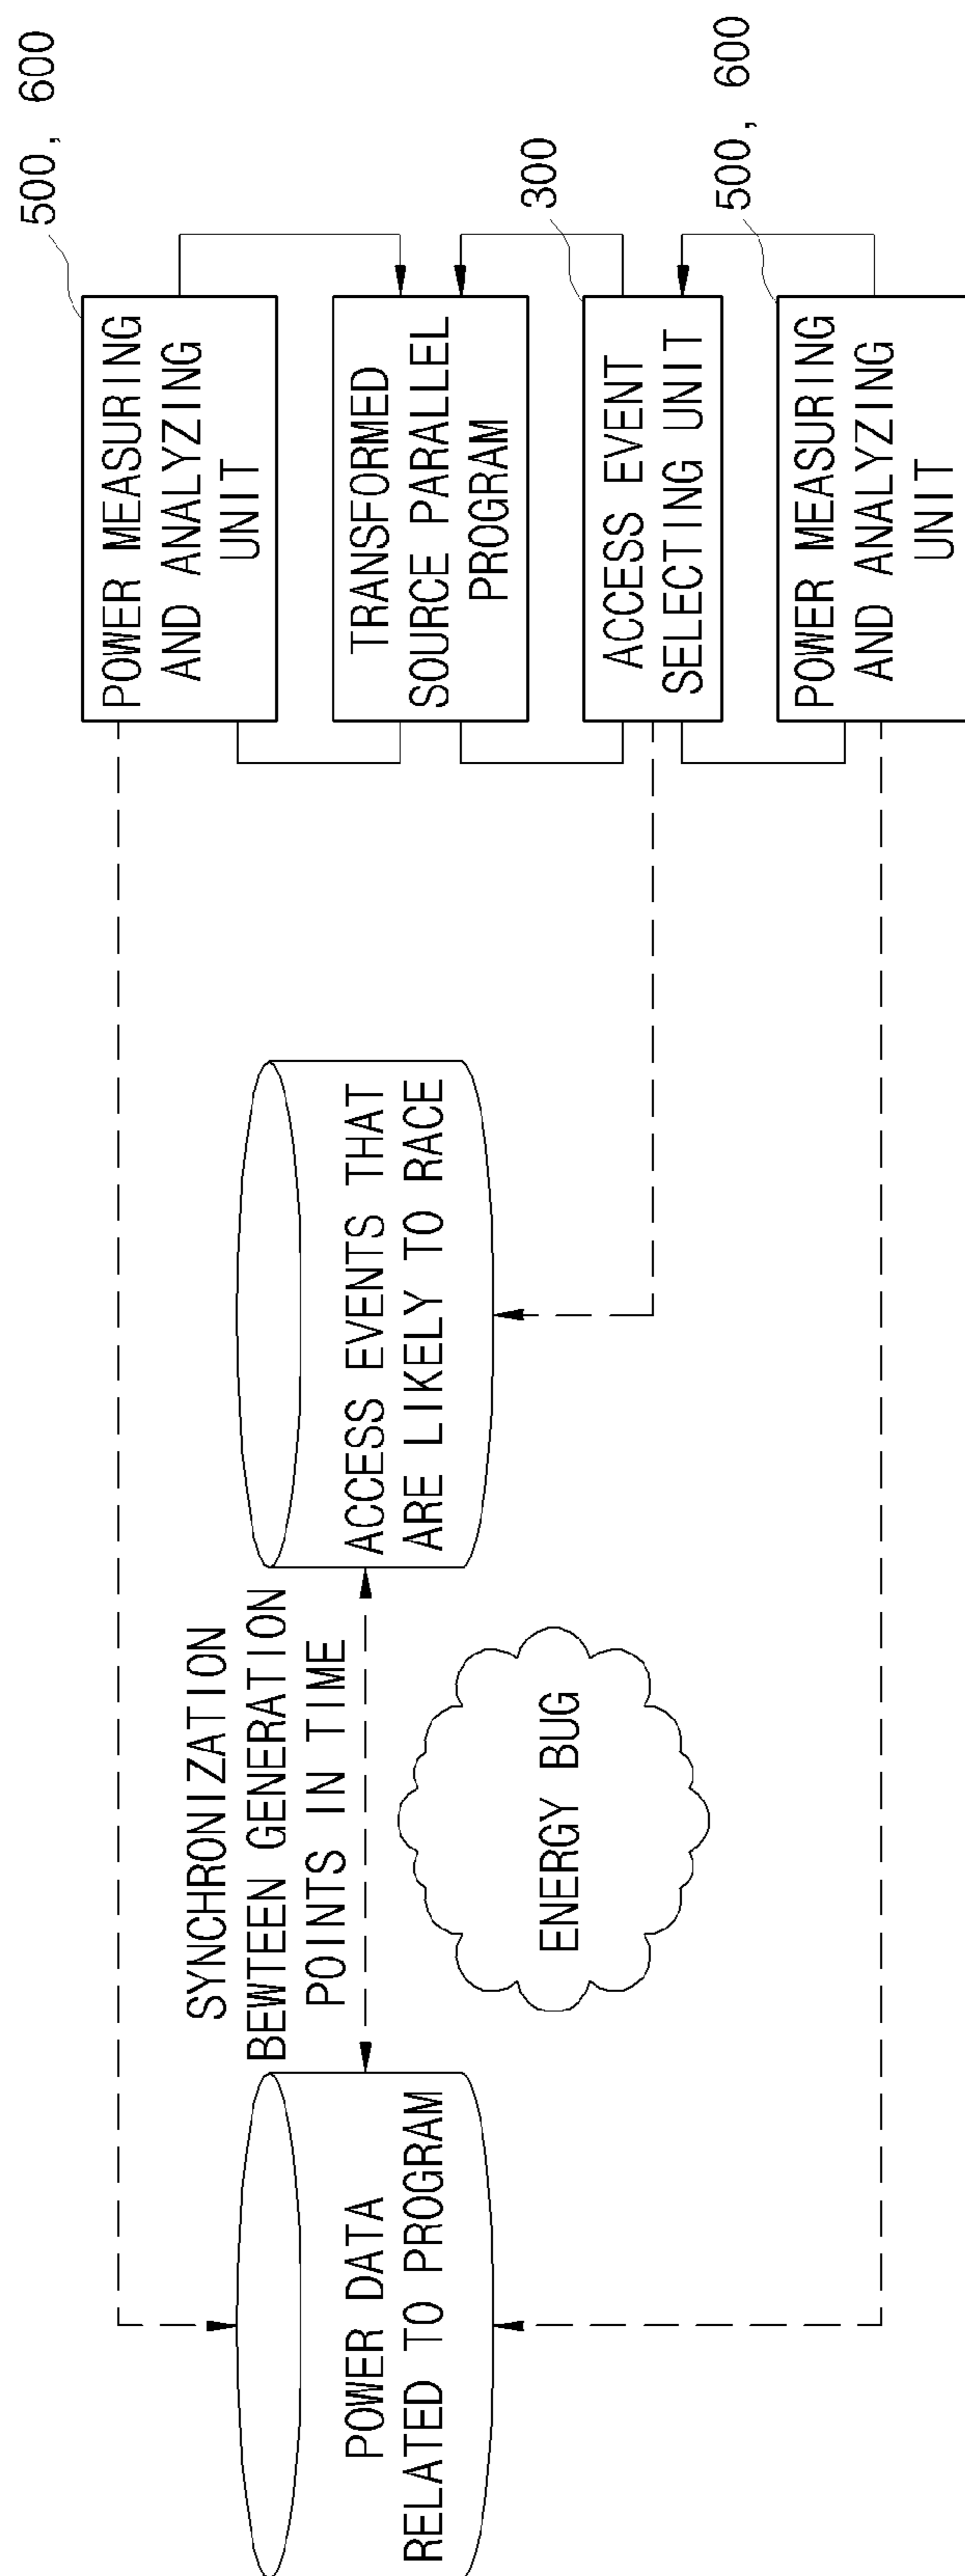 500, 600
POWER MEASURING
AND ANALYZING
UNIT
TRANSFORMED
SOURCE PARALLEL
PROGRAM
300
ACCESS EVENT
SELECTING UNIT
500, 600
POWER MEASURING
AND ANALYZING
UNIT
SYNCHRONIZATION
BEWTEEN GENERATION
POINTS IN TIME
POWER DATA
RELATED TO PROGRAM
ACCESS EVENTS THAT
ARE LIKELY TO RACE
ENERGY BUG